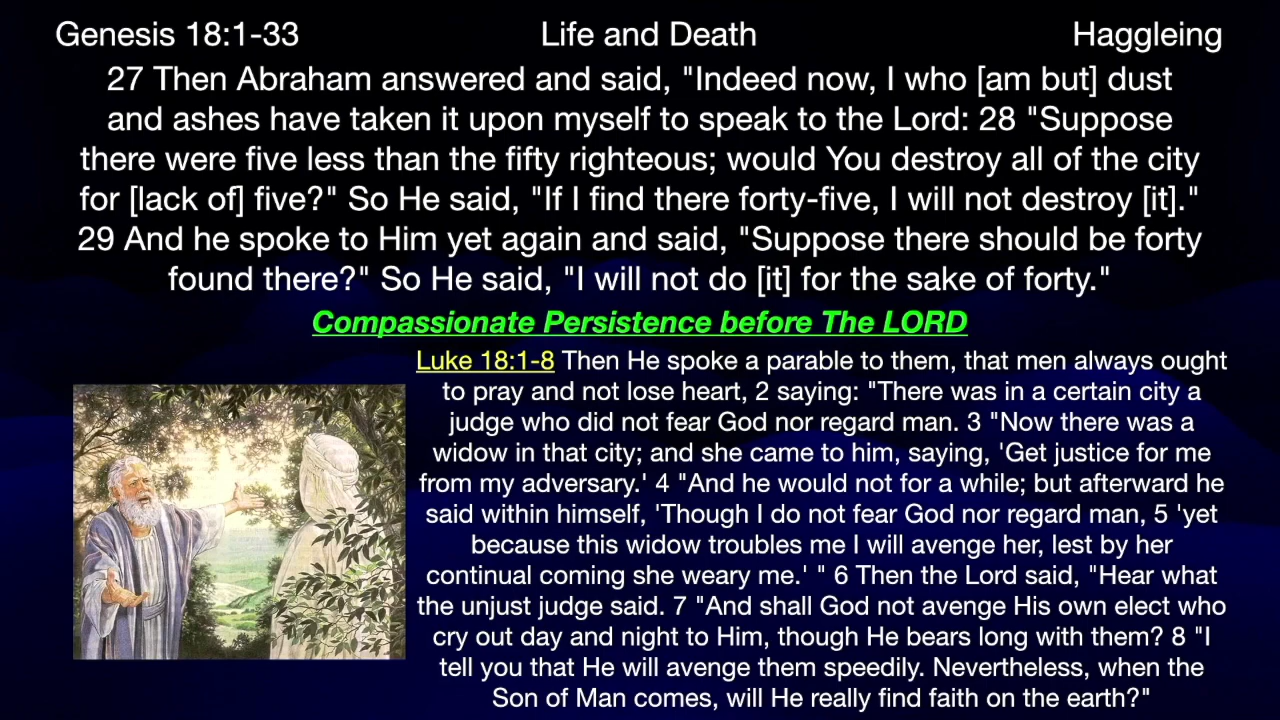 Genesis 18:1-33 Life and Death Haggleing
27 Then Abraham answered and said, "Indeed now, I who [am but] dust
and ashes have taken it upon myself to speak to the Lord: 28 "Suppose
there were five less than the fifty righteous; would You destroy all of the city
for [lack of] five?" So He said, "If I find there forty-five, I will not destroy [it]."
29 And he spoke to Him yet again and said, "Suppose there should be forty
found there?" So He said, "I will not do [it] for the sake of forty."
Compassionate Persistence before The LORD
Luke 18:1-8 Then He spoke a parable to them, that men always ought
to pray and not lose heart, 2 saying: "There was in a certain city a
judge who did not fear God nor regard man. 3 "Now there was a
widow in that city; and she came to him, saying, 'Get justice for me
from my adversary.' 4 "And he would not for a while; but afterward he
said within himself, 'Though I do not fear God nor regard man, 5 'yet
because this widow troubles me I will avenge her, lest by her
continual coming she weary me.' " 6 Then the Lord said, "Hear what
the unjust judge said. 7 "And shall God not avenge His own elect who
cry out day and night to Him, though He bears long with them? 8 "I
tell you that He will avenge them speedily. Nevertheless, when the
Son of Man comes, will He really find faith on the earth?"